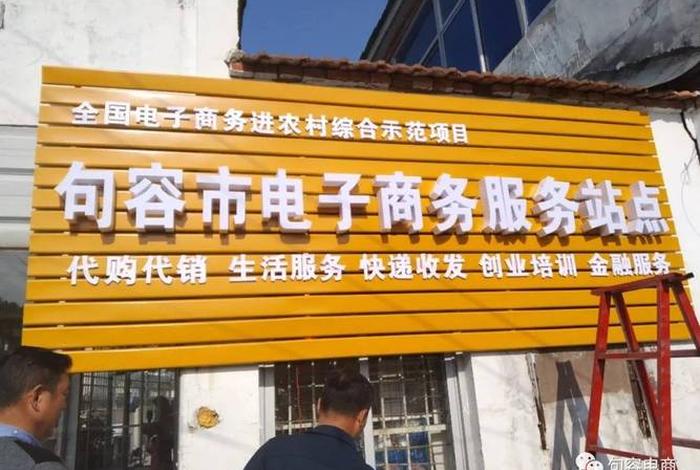 全国电子商务进农村综合示范项目
句容市电子商务服务站点
代购代销 生活服务 快递收发 创业培训 金融服务
句容电商